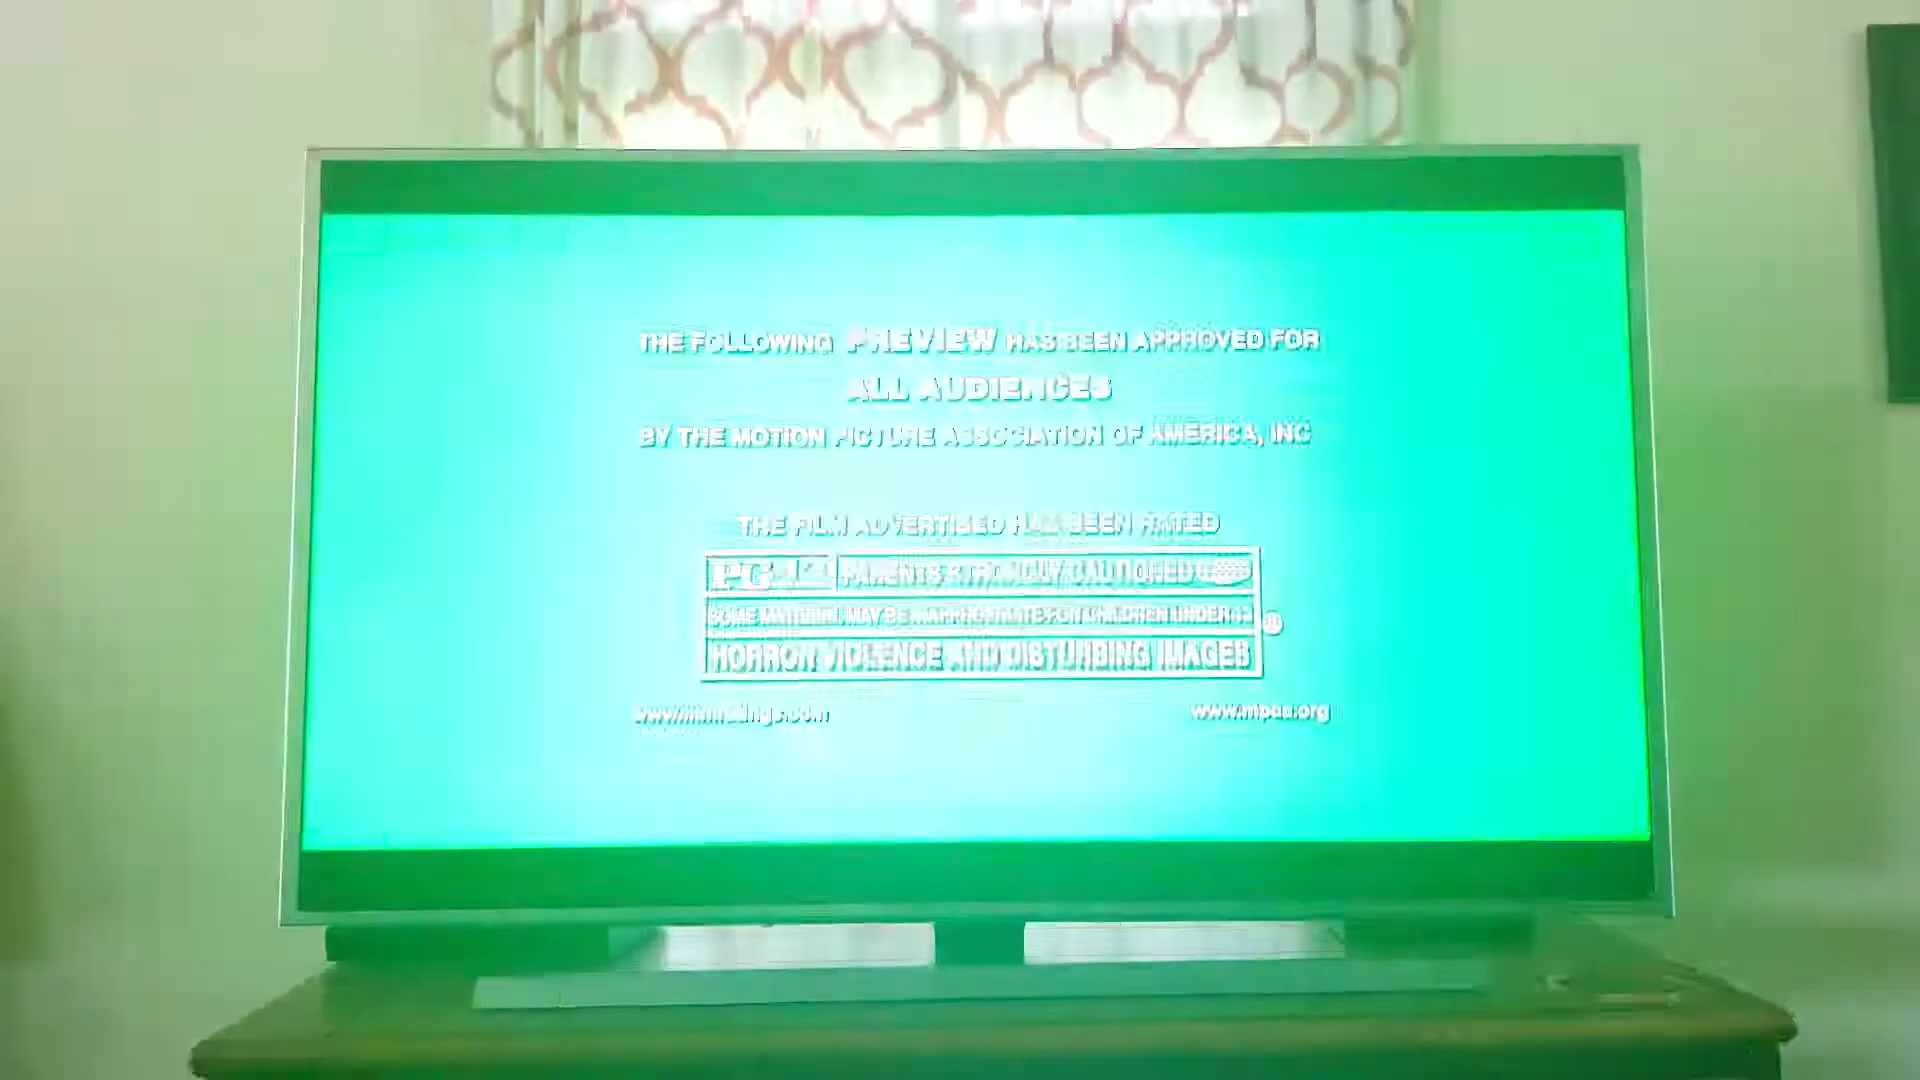 THE FOLLOWING PREVIEW HAS BEEN APPROVED FOR
ALL AUDIENCES
BY THE MOTION PICTURE ASSOCIATION OF AMERICA, INC
THE FILM ADVERTISED HAS BEEN RATED
PG-13 PARENTS STRONGLY CAUTIONED
SOME MATERIAL MAY BE INAPPROPRIATE FOR CHILDREN UNDER 13
HORROR VIOLENCE AND DISTURBING IMAGES
www.mpaa.org